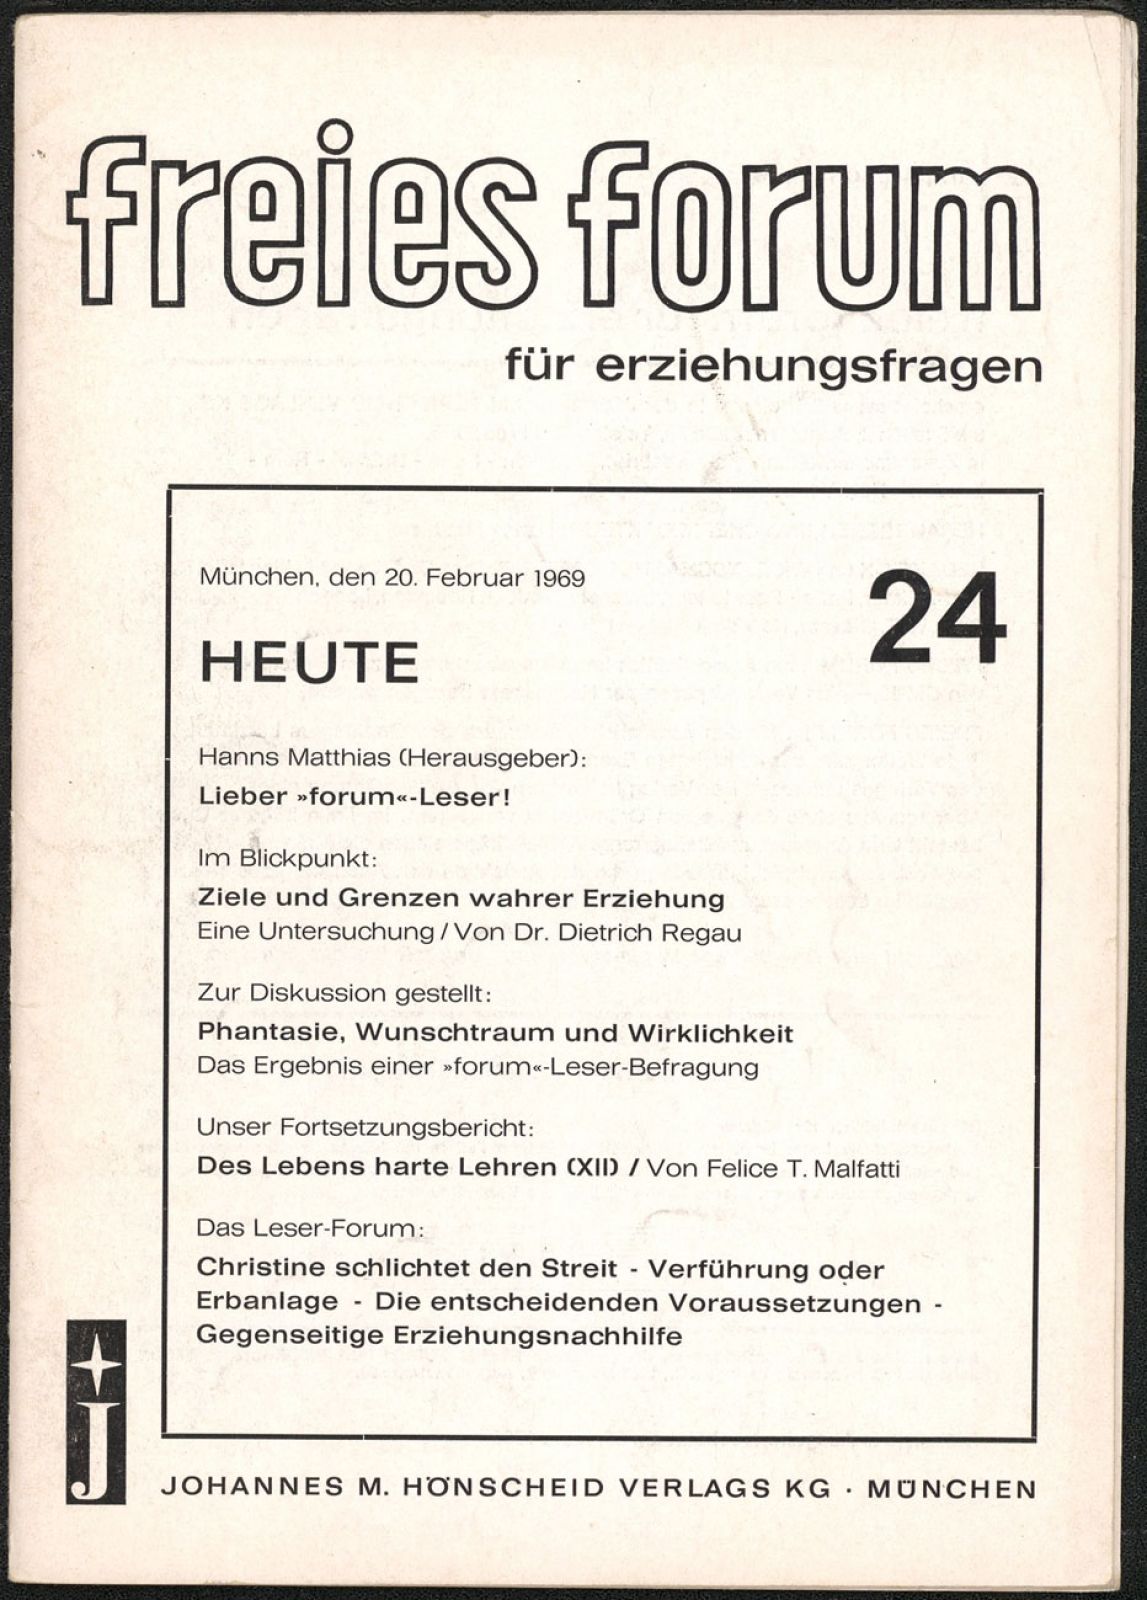 freies forum
für erziehungsfragen
München, den 20. Februar 1969
24
HEUTE
Hanns Matthias (Herausgeber):
Lieber »forum«-Leser!
Im Blickpunkt:
Ziele und Grenzen wahrer Erziehung
Eine Untersuchung / Von Dr. Dietrich Regau
Zur Diskussion gestellt:
Phantasie, Wunschtraum und Wirklichkeit
Das Ergebnis einer »forum«-Leser-Befragung
Unser Fortsetzungsbericht:
Des Lebens harte Lehren (XII) / Von Felice T. Malfatti
Das Leser-Forum:
Christine schlichtet den Streit - Verführung oder
Erbanlage - Die entscheidenden Voraussetzungen -
Gegenseitige Erziehungsnachhilfe
J
JOHANNES M. HÖNSCHEID VERLAGS KG · MÜNCHEN